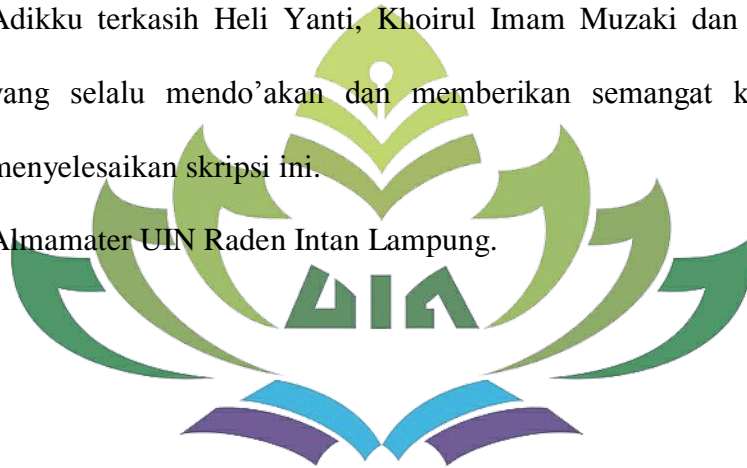 Adikku terkasih Heli Yanti, Khoirul Imam Muzaki dan
yang selalu mendo’akan dan memberikan semangat k
menyelesaikan skripsi ini.
Almamater UIN Raden Intan Lampung.
UIN